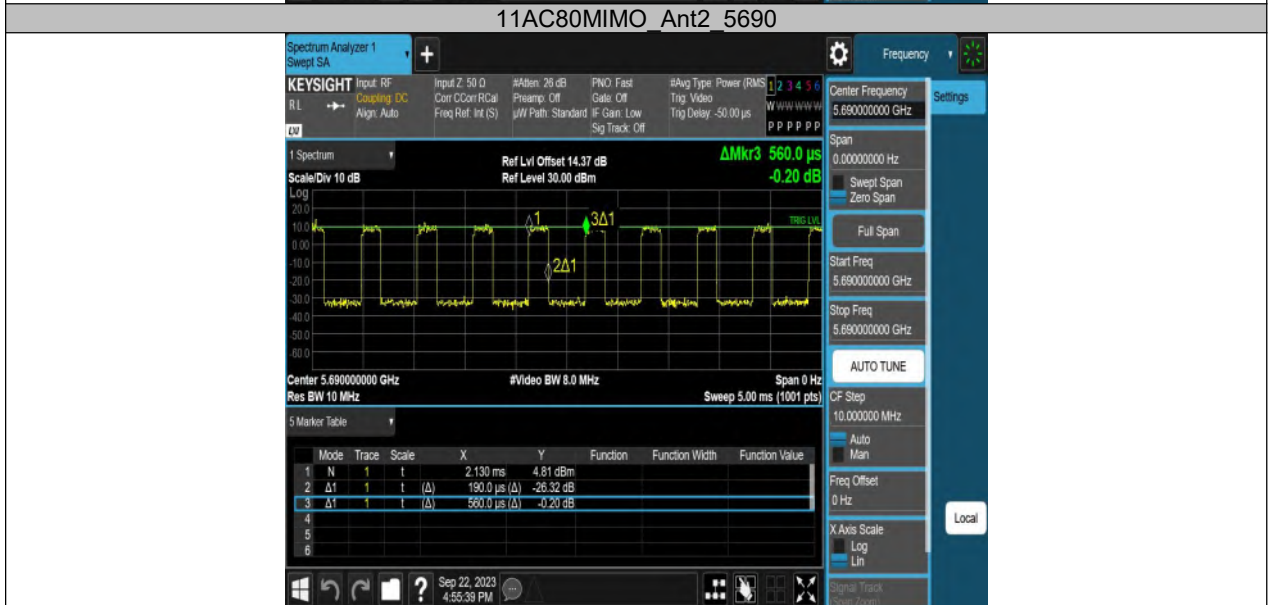 11AC80MIMO_Ant2_5690
Spectrum Analyzer 1
Swept SA
+
Frequency
KEYSIGHT
Input: RF
Coupling: DC
Align: Auto
Input Z: 50 Ω
Corr CCorr RCal
Freq Ref: Int (S)
#Atten: 26 dB
Preamp: Off
µW Path: Standard
PNO: Fast
Gate: Off
IF Gain: Low
Sig Track: Off
#Avg Type: Power (RMS
Trig: Video
Trig Delay: -50.00 µs
1 2 3 4 5 6
W W W W W W
P P P P P P
R L
LXI
Center Frequency
5.690000000 GHz
Settings
Span
0.00000000 Hz
Swept Span
Zero Span
Full Span
Start Freq
5.690000000 GHz
Stop Freq
5.690000000 GHz
AUTO TUNE
CF Step
10.000000 MHz
Auto
Man
Freq Offset
0 Hz
X Axis Scale
Log
Lin
Signal Track
(Span Zoom)
Local
1 Spectrum
Scale/Div 10 dB
Log
Ref Lvl Offset 14.37 dB
Ref Level 30.00 dBm
ΔMkr3 560.0 µs
-0.20 dB
20.0
10.0
0.00
-10.0
-20.0
-30.0
-40.0
-50.0
-60.0
1
3Δ1
2Δ1
TRIG LVL
Center 5.690000000 GHz
Res BW 10 MHz
#Video BW 8.0 MHz
Span 0 Hz
Sweep 5.00 ms (1001 pts)
5 Marker Table
Mode Trace Scale X Y Function Function Width Function Value
1 N 1 t 2.130 ms 4.81 dBm
2 Δ1 1 t (Δ) 190.0 µs (Δ) -26.32 dB
3 Δ1 1 t (Δ) 560.0 µs (Δ) -0.20 dB
4
5
6
?
Sep 22, 2023
4:55:39 PM